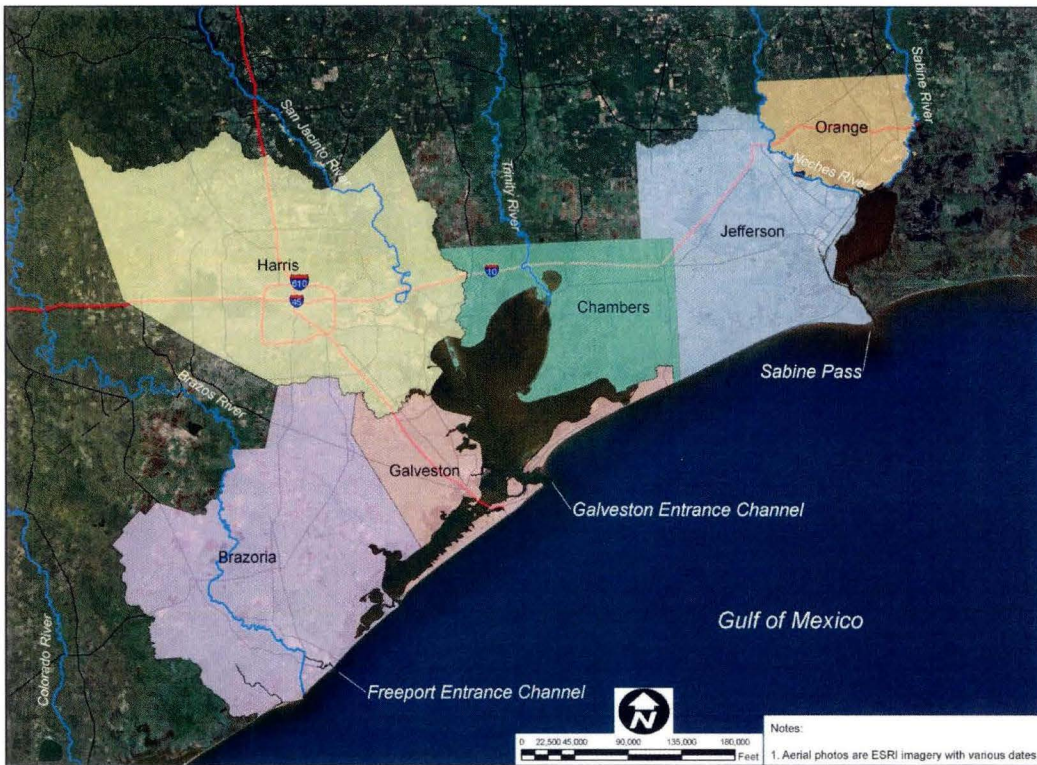 Sabine River
Orange
San Jacinto River
Neches River
Trinity River
Jefferson
Harris
610
10
45
Chambers
Sabine Pass
Brazos River
Galveston
Galveston Entrance Channel
Brazoria
Gulf of Mexico
Colorado River
Freeport Entrance Channel
N
0 22,500 45,000 90,000 135,000 180,000
Feet
Notes:
1. Aerial photos are ESRI imagery with various dates